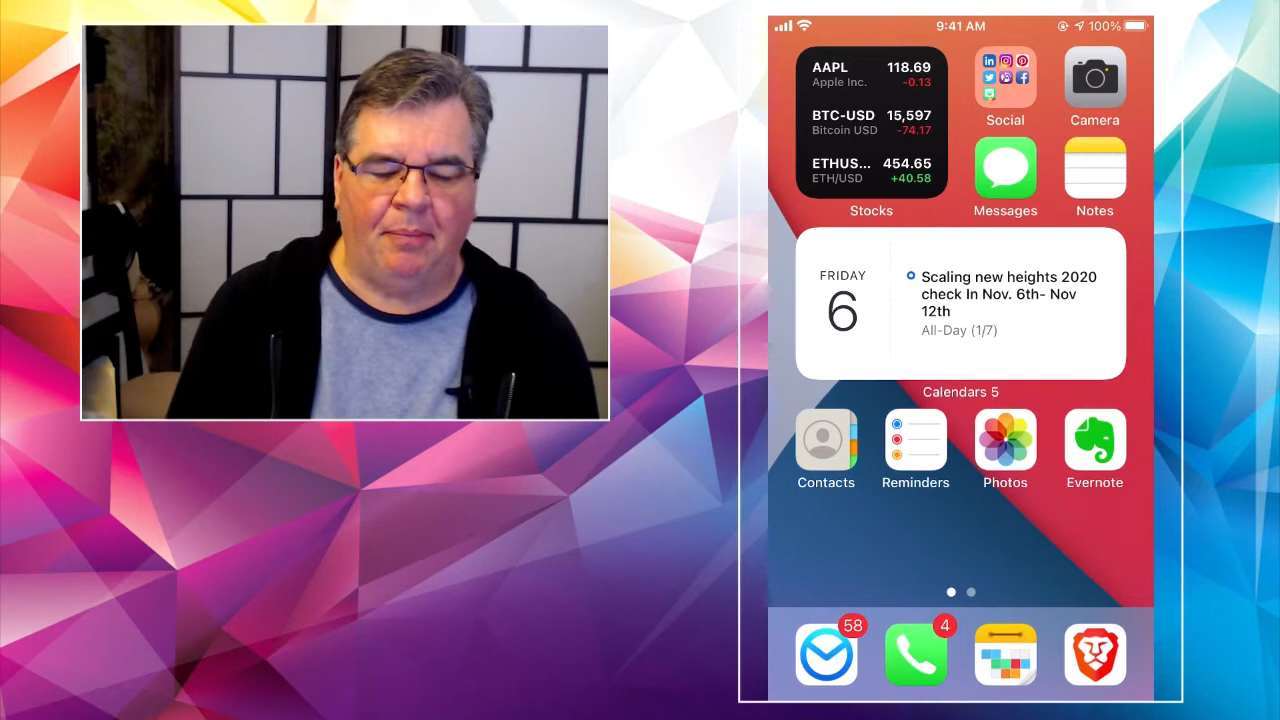 9:41 AM
100%
AAPL 118.69
Apple Inc. -0.13
BTC-USD 15,597
Bitcoin USD -74.17
ETHUS... 454.65
ETH/USD +40.58
Stocks
Social
Camera
Messages
Notes
FRIDAY
6
Scaling new heights 2020
check In Nov. 6th- Nov
12th
All-Day (1/7)
Calendars 5
Contacts
Reminders
Photos
Evernote
58
4